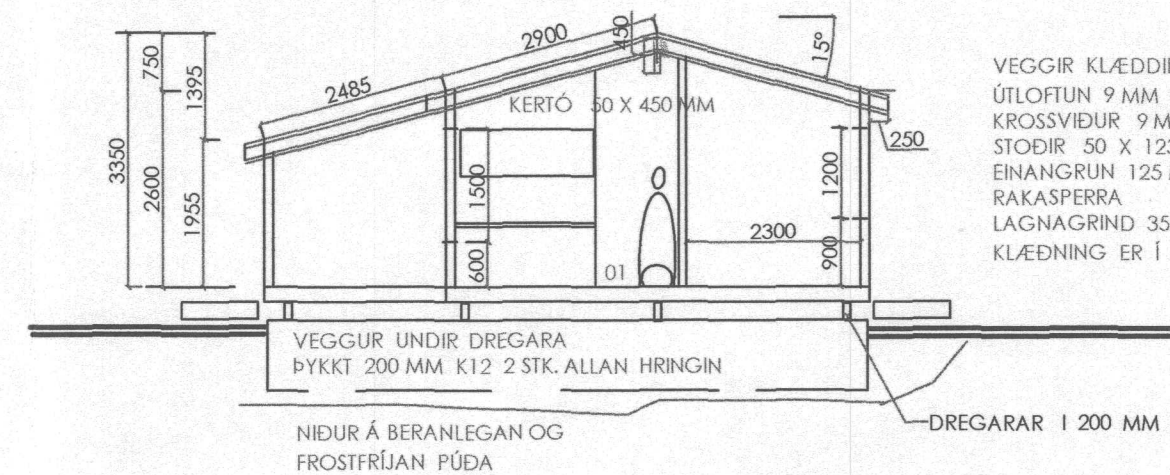 2900
450
15°
2485
750
1395
3350
2600
1955
KERTÓ 50 X 450 MM
250
1500
1200
2300
600
900
01
VEGGIR KLÆDDIR
ÚTLOFTUN 9 MM
KROSSVIÐUR 9 M
STOÐIR 50 X 123
EINANGRUN 125
RAKASPERRA
LAGNAGRIND 35
KLÆÐNING ER Í
VEGGUR UNDIR DREGARA
ÞYKKT 200 MM K12 2 STK. ALLAN HRINGIN
NIÐUR Á BERANLEGAN OG
FROSTFRÍJAN PÚÐA
DREGARAR I 200 MM